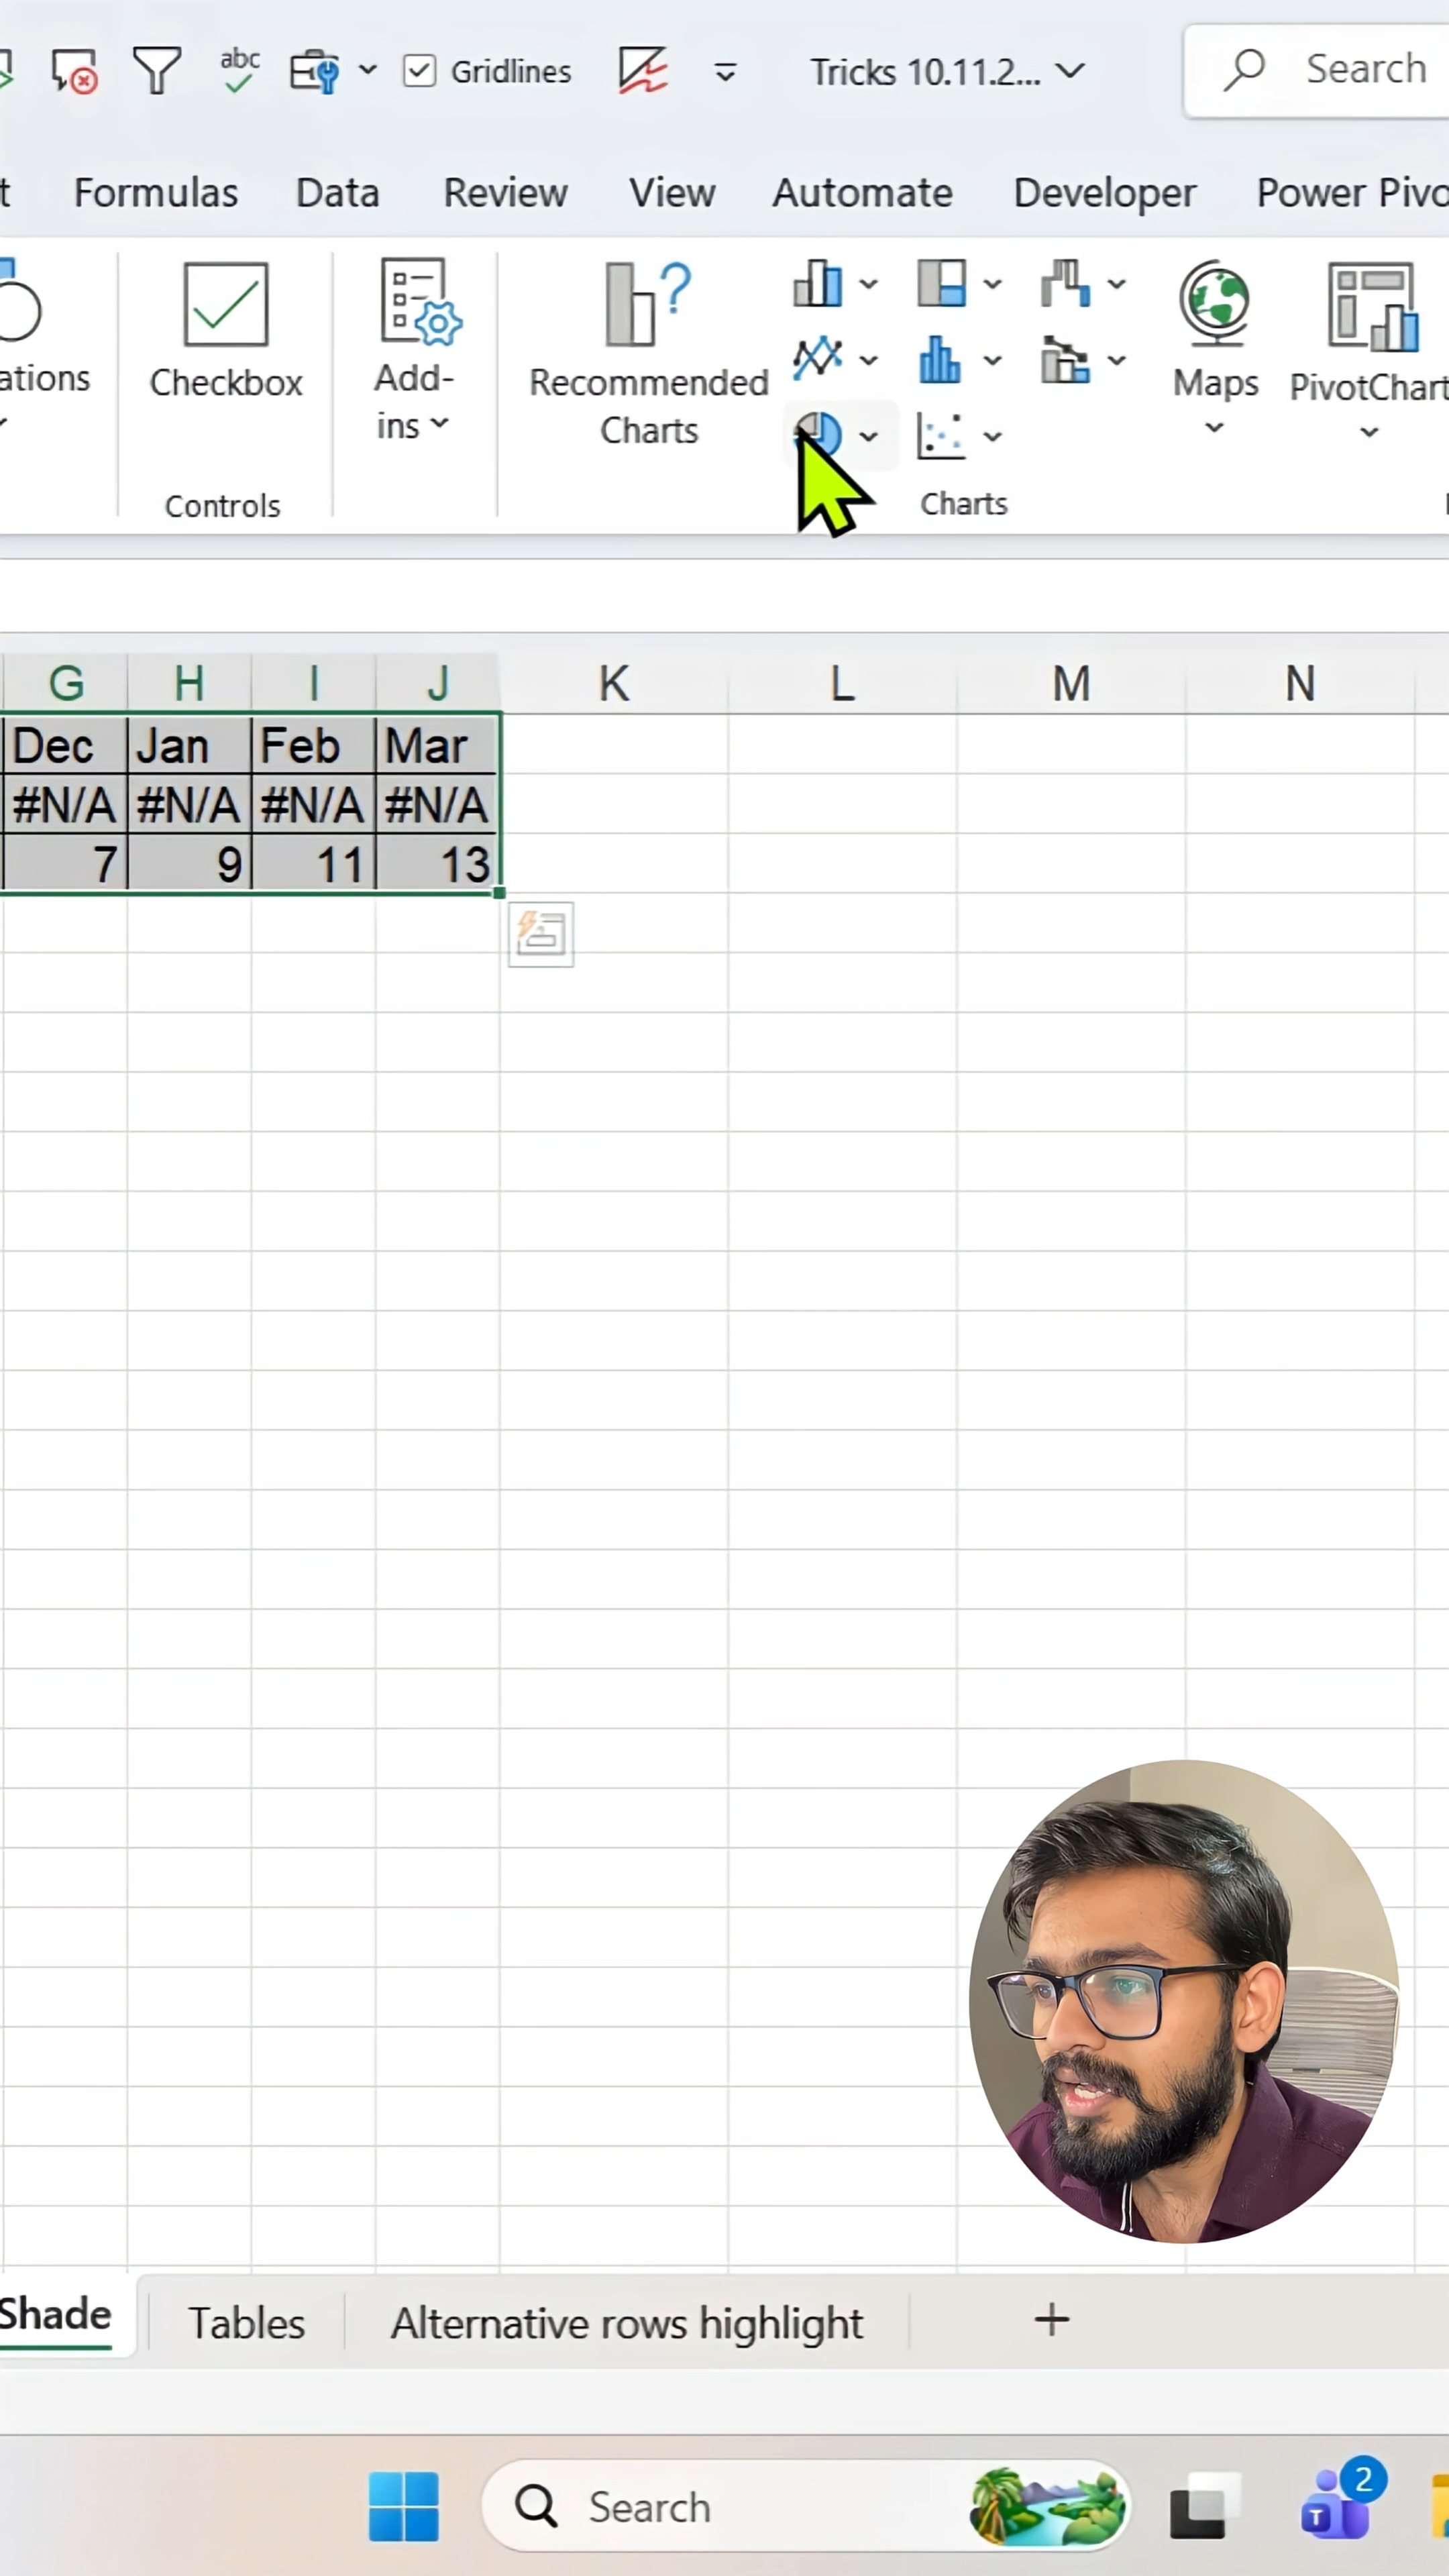 abc
Gridlines
Tricks 10.11.2...
Search
Formulas
Data
Review
View
Automate
Developer
Power Pivo
ations
Checkbox
Add-
ins
Recommended
Charts
Maps
PivotChart
Controls
Charts
G H I J K L M N
Dec Jan Feb Mar
#N/A #N/A #N/A #N/A
7 9 11 13
Shade
Tables
Alternative rows highlight
Search
T
2